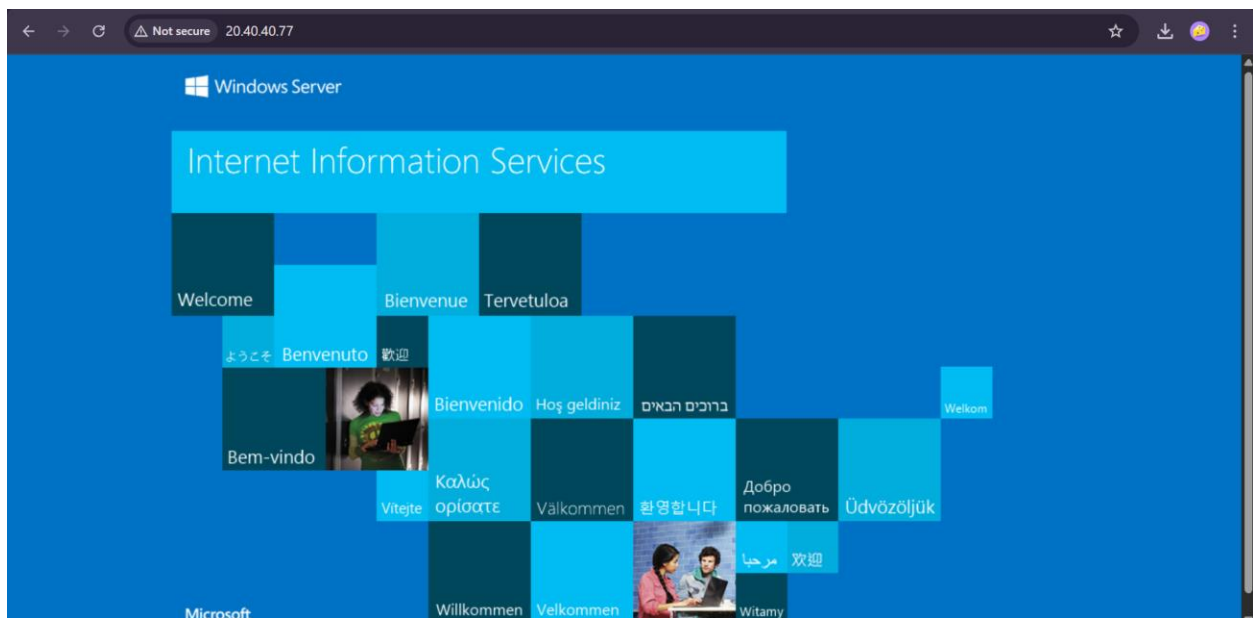 Not secure
20.40.40.77
Windows Server
Internet Information Services
Welcome
Bienvenue
Tervetuloa
ようこそ
Benvenuto
歡迎
Bienvenido
Hoş geldiniz
ברוכים הבאים
Welkom
Bem-vindo
Vítejte
Καλώς
ορίσατε
Välkommen
환영합니다
Добро
пожаловать
Üdvözöljük
مرحبا
欢迎
Willkommen
Velkommen
Witamy
Microsoft